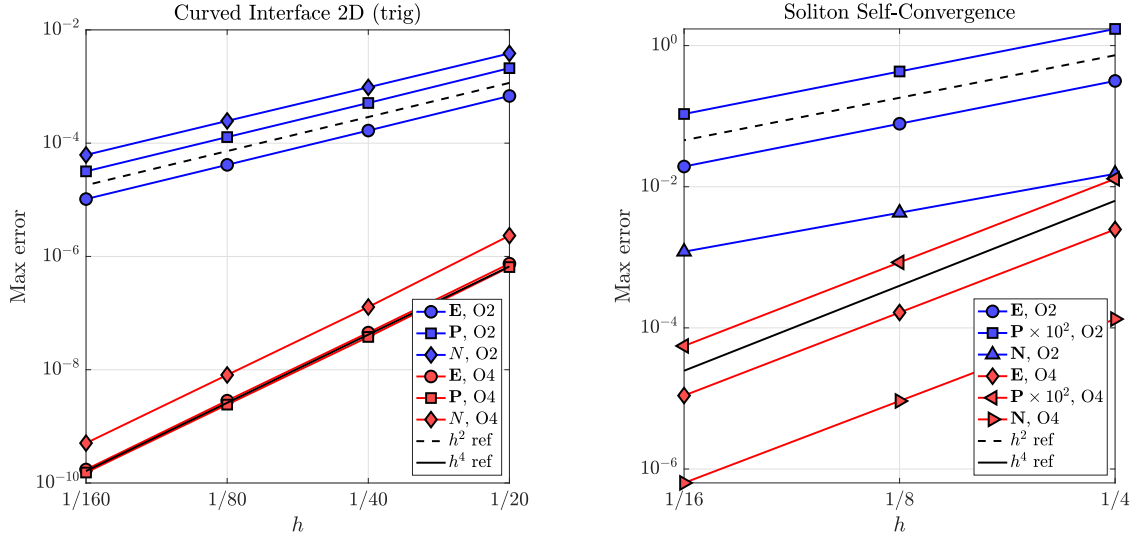 Curved Interface 2D (trig)
Max error
10^{-2}
10^{-4}
10^{-6}
10^{-8}
10^{-10}
1/160
1/80
1/40
1/20
h
E, O2
P, O2
N, O2
E, O4
P, O4
N, O4
h^2 ref
h^4 ref
Soliton Self-Convergence
Max error
10^0
10^{-2}
10^{-4}
10^{-6}
1/16
1/8
1/4
h
E, O2
P × 10^2, O2
N, O2
E, O4
P × 10^2, O4
N, O4
h^2 ref
h^4 ref